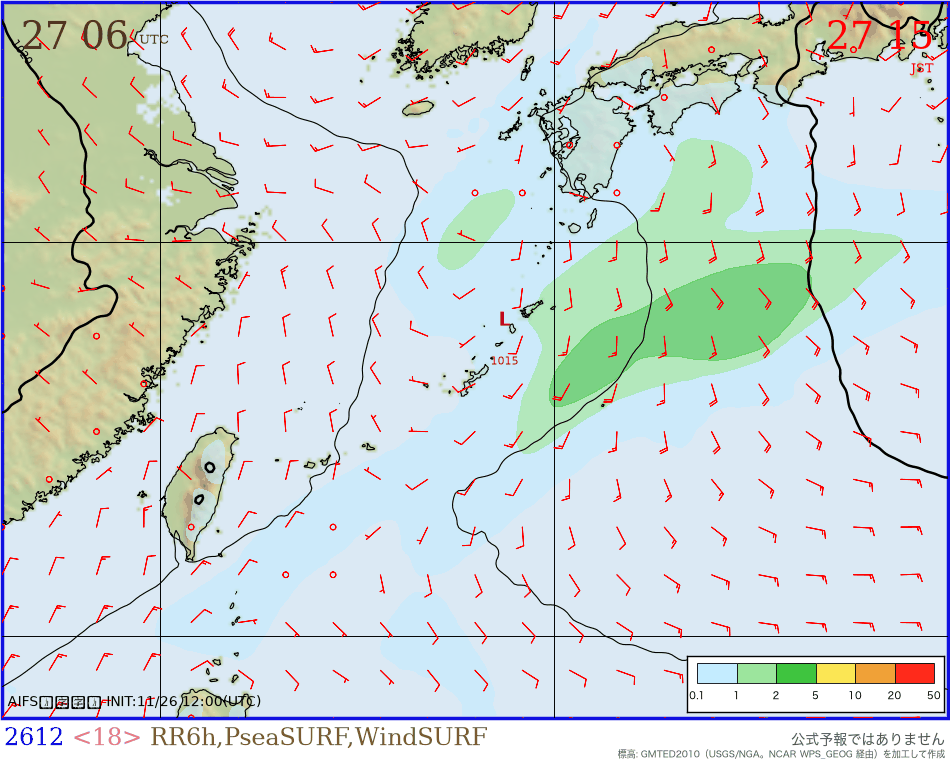 27 06 UTC
27 15 JST
L
1015
AIFS INIT:11/26 12:00(UTC)
0.1 1 2 5 10 20 50
2612 <18> RR6h,PseaSURF,WindSURF
公式予報ではありません
標高: GMTED2010（USGS/NGA。NCAR WPS_GEOG 経由）を加工して作成